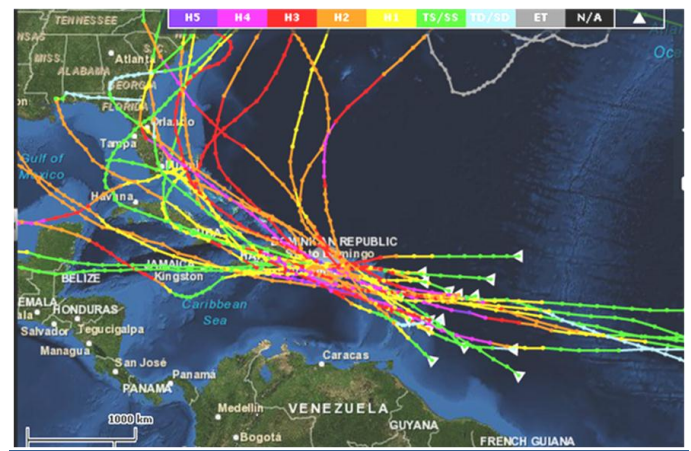 H5 H4 H3 H2 H1 TS/SS TD/SD ET N/A
TENNESSEE
Atlanta
MISS.
ALABAMA
GEORGIA
FLORIDA
Orlando
Tampa
Miami
Gulf of
Mexico
Havana
CUBA
DOMINICAN REPUBLIC
JAMAICA
Kingston
BELIZE
Caribbean
Sea
HONDURAS
Salvador
Tegucigalpa
Managua
San José
Caracas
PANAMA
Panamá
1000 km
Medellín
VENEZUELA
Bogotá
GUYANA
FRENCH GUIANA